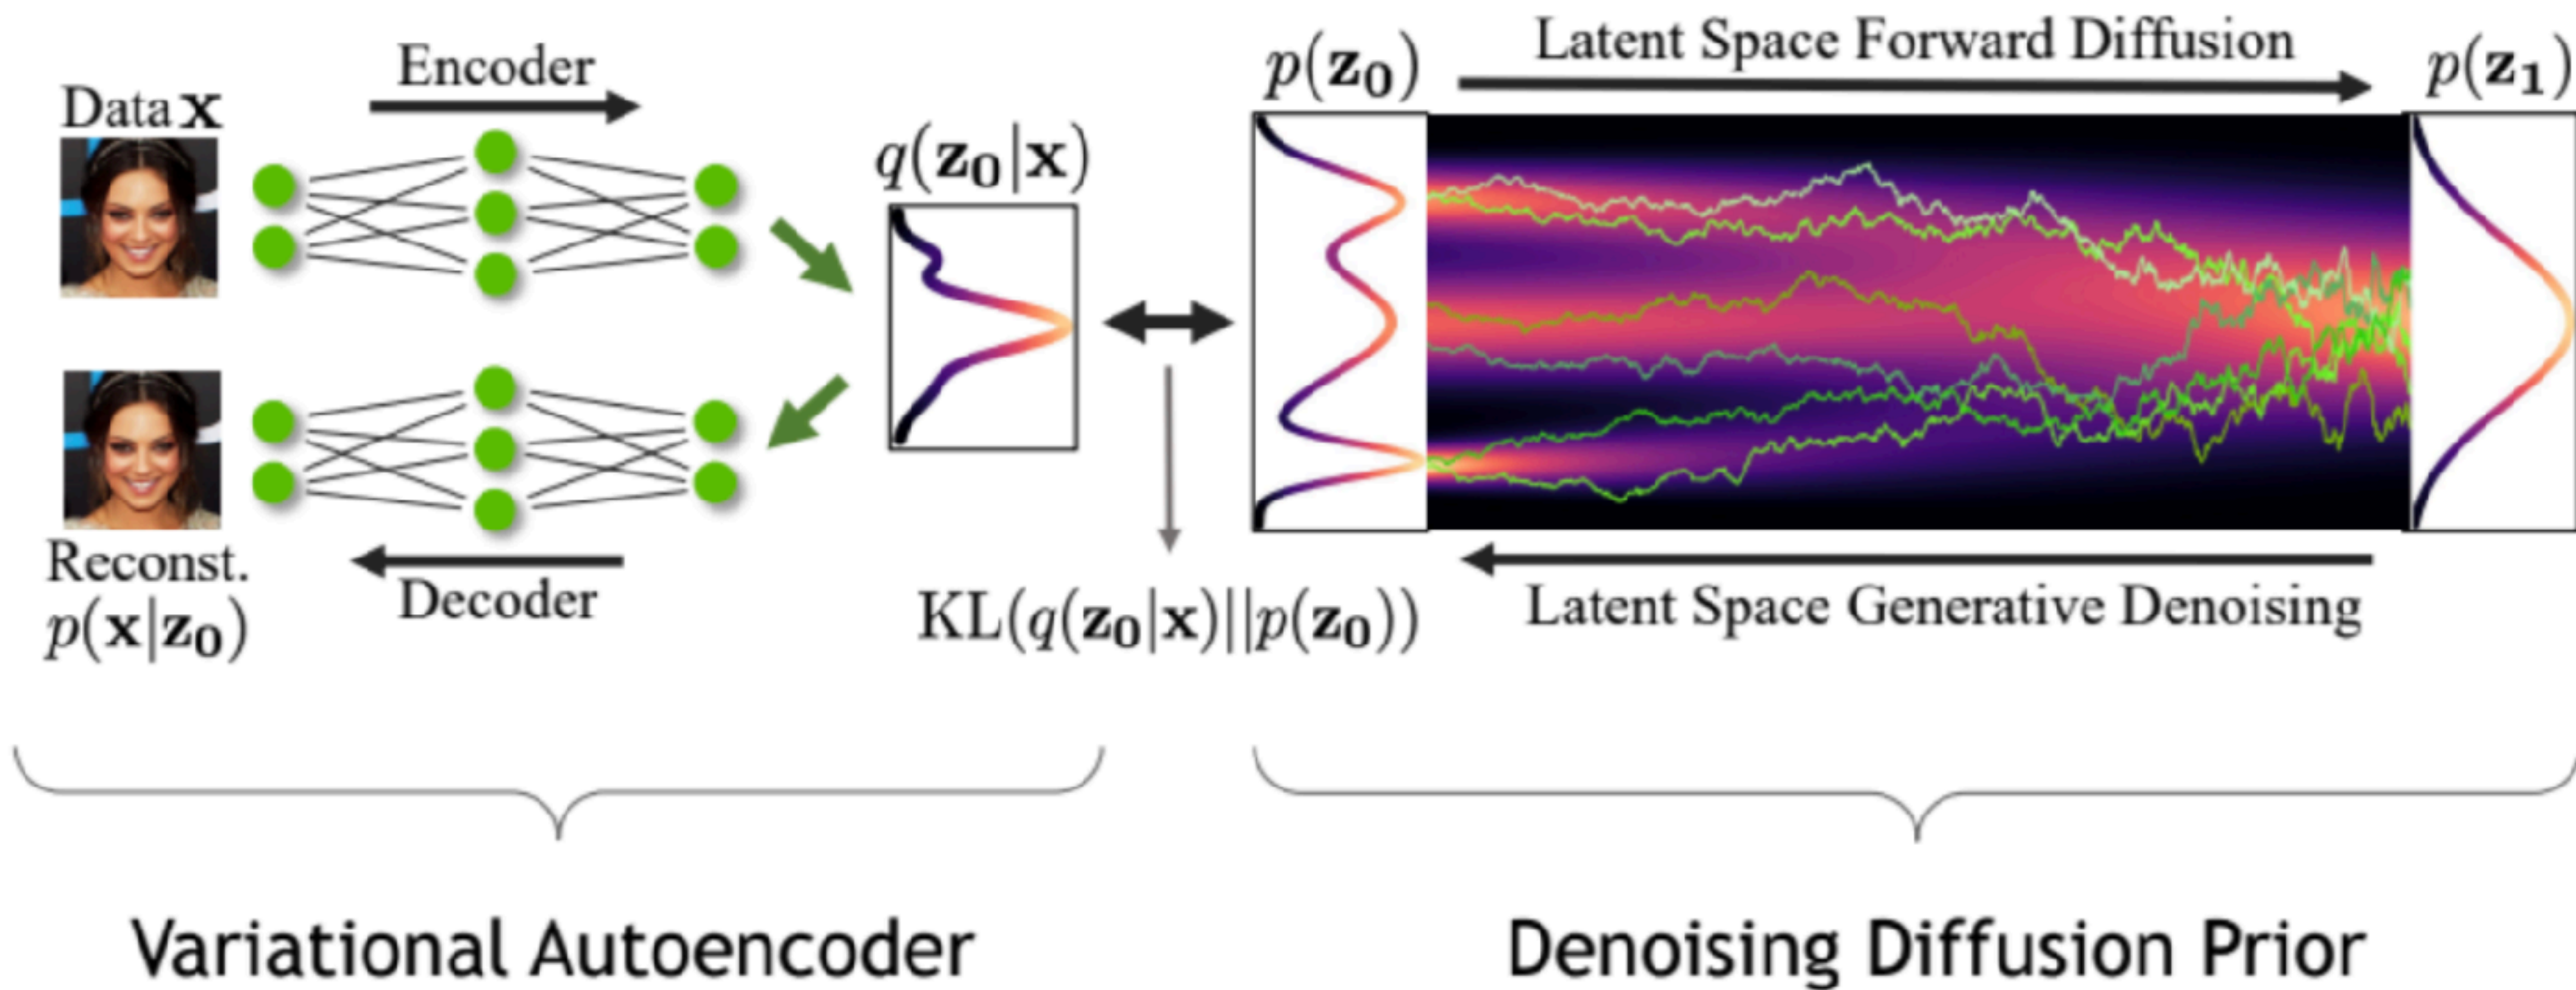 Encoder
Data x
q(z₀|x)
p(z₀)
Latent Space Forward Diffusion
p(z₁)
Reconst.
p(x|z₀)
Decoder
KL(q(z₀|x)||p(z₀))
Latent Space Generative Denoising
Variational Autoencoder
Denoising Diffusion Prior